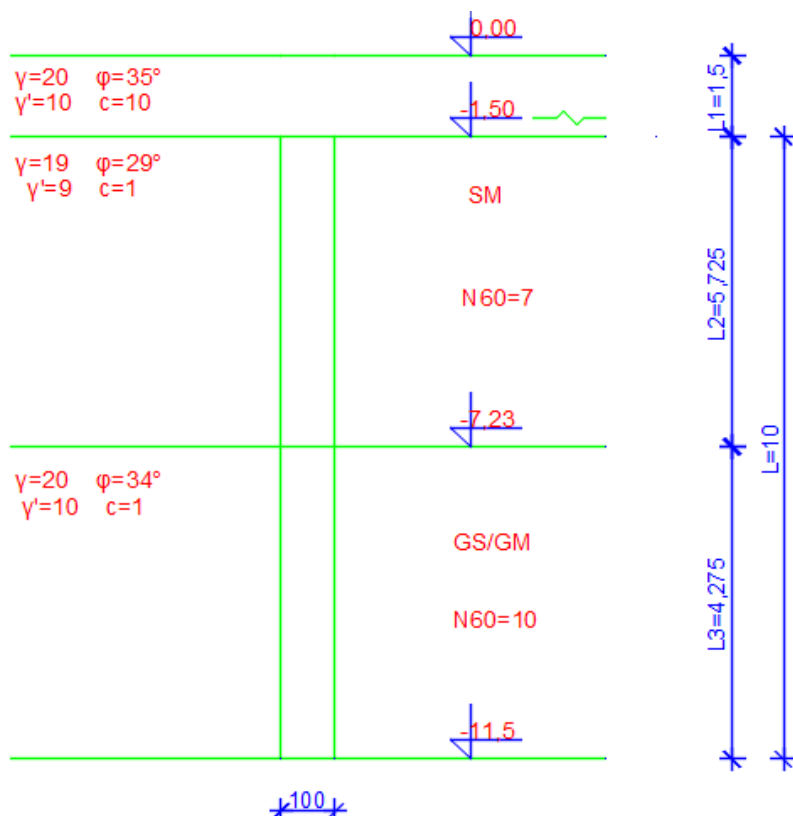 0,00
γ=20 φ=35°
γ'=10 c=10
-1,50
L1=1,5
γ=19 φ=29°
γ'=9 c=1
SM
N60=7
L2=5,725
-7,23
L=10
γ=20 φ=34°
γ'=10 c=1
GS/GM
N60=10
L3=4,275
-11,5
100